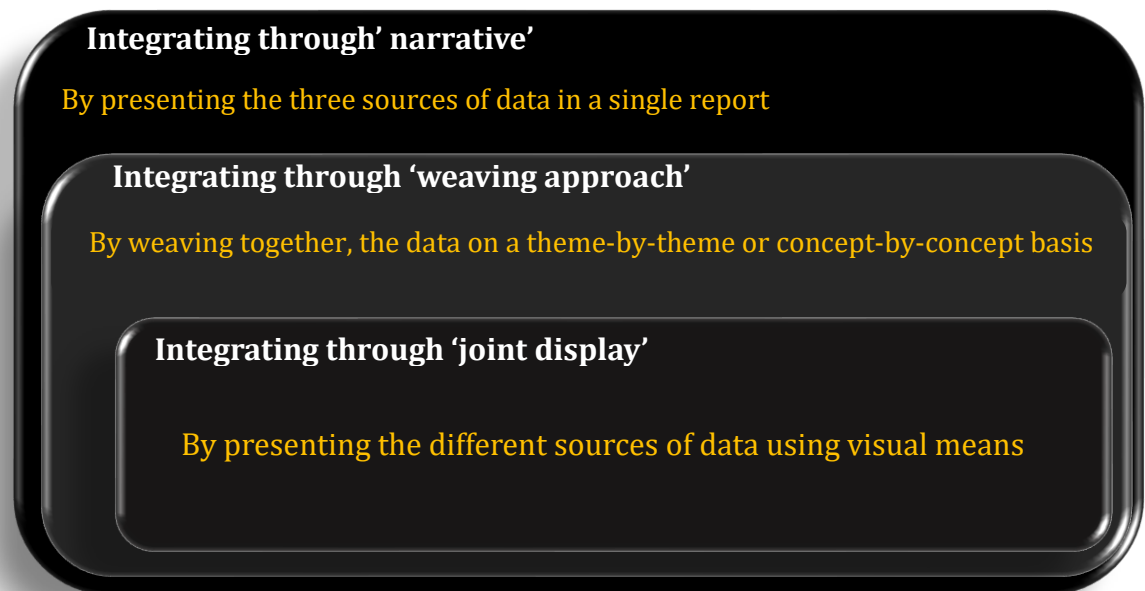 Integrating through’ narrative’
By presenting the three sources of data in a single report
Integrating through ‘weaving approach’
By weaving together, the data on a theme-by-theme or concept-by-concept basis
Integrating through ‘joint display’
By presenting the different sources of data using visual means